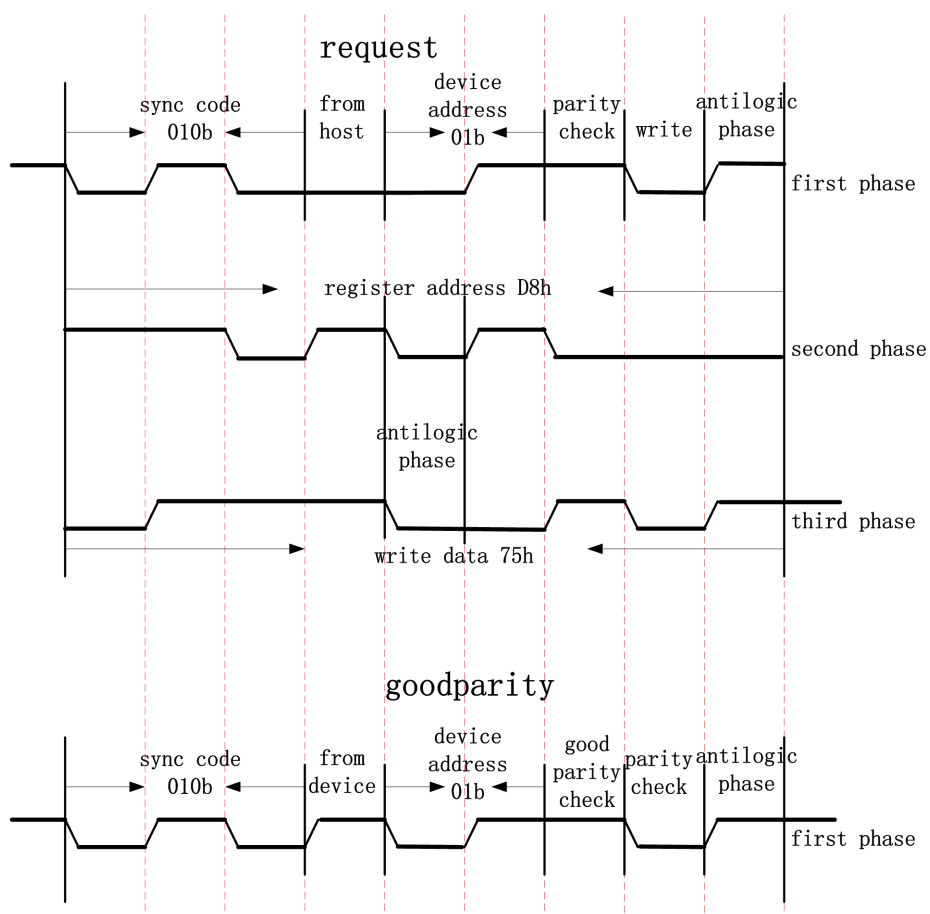 request
sync code
010b
from
host
device
address
01b
parity
check
write
antilogic
phase
first phase
register address D8h
second phase
antilogic
phase
third phase
write data 75h
goodparity
sync code
010b
from
device
device
address
01b
good
parity
check
parity
check
antilogic
phase
first phase